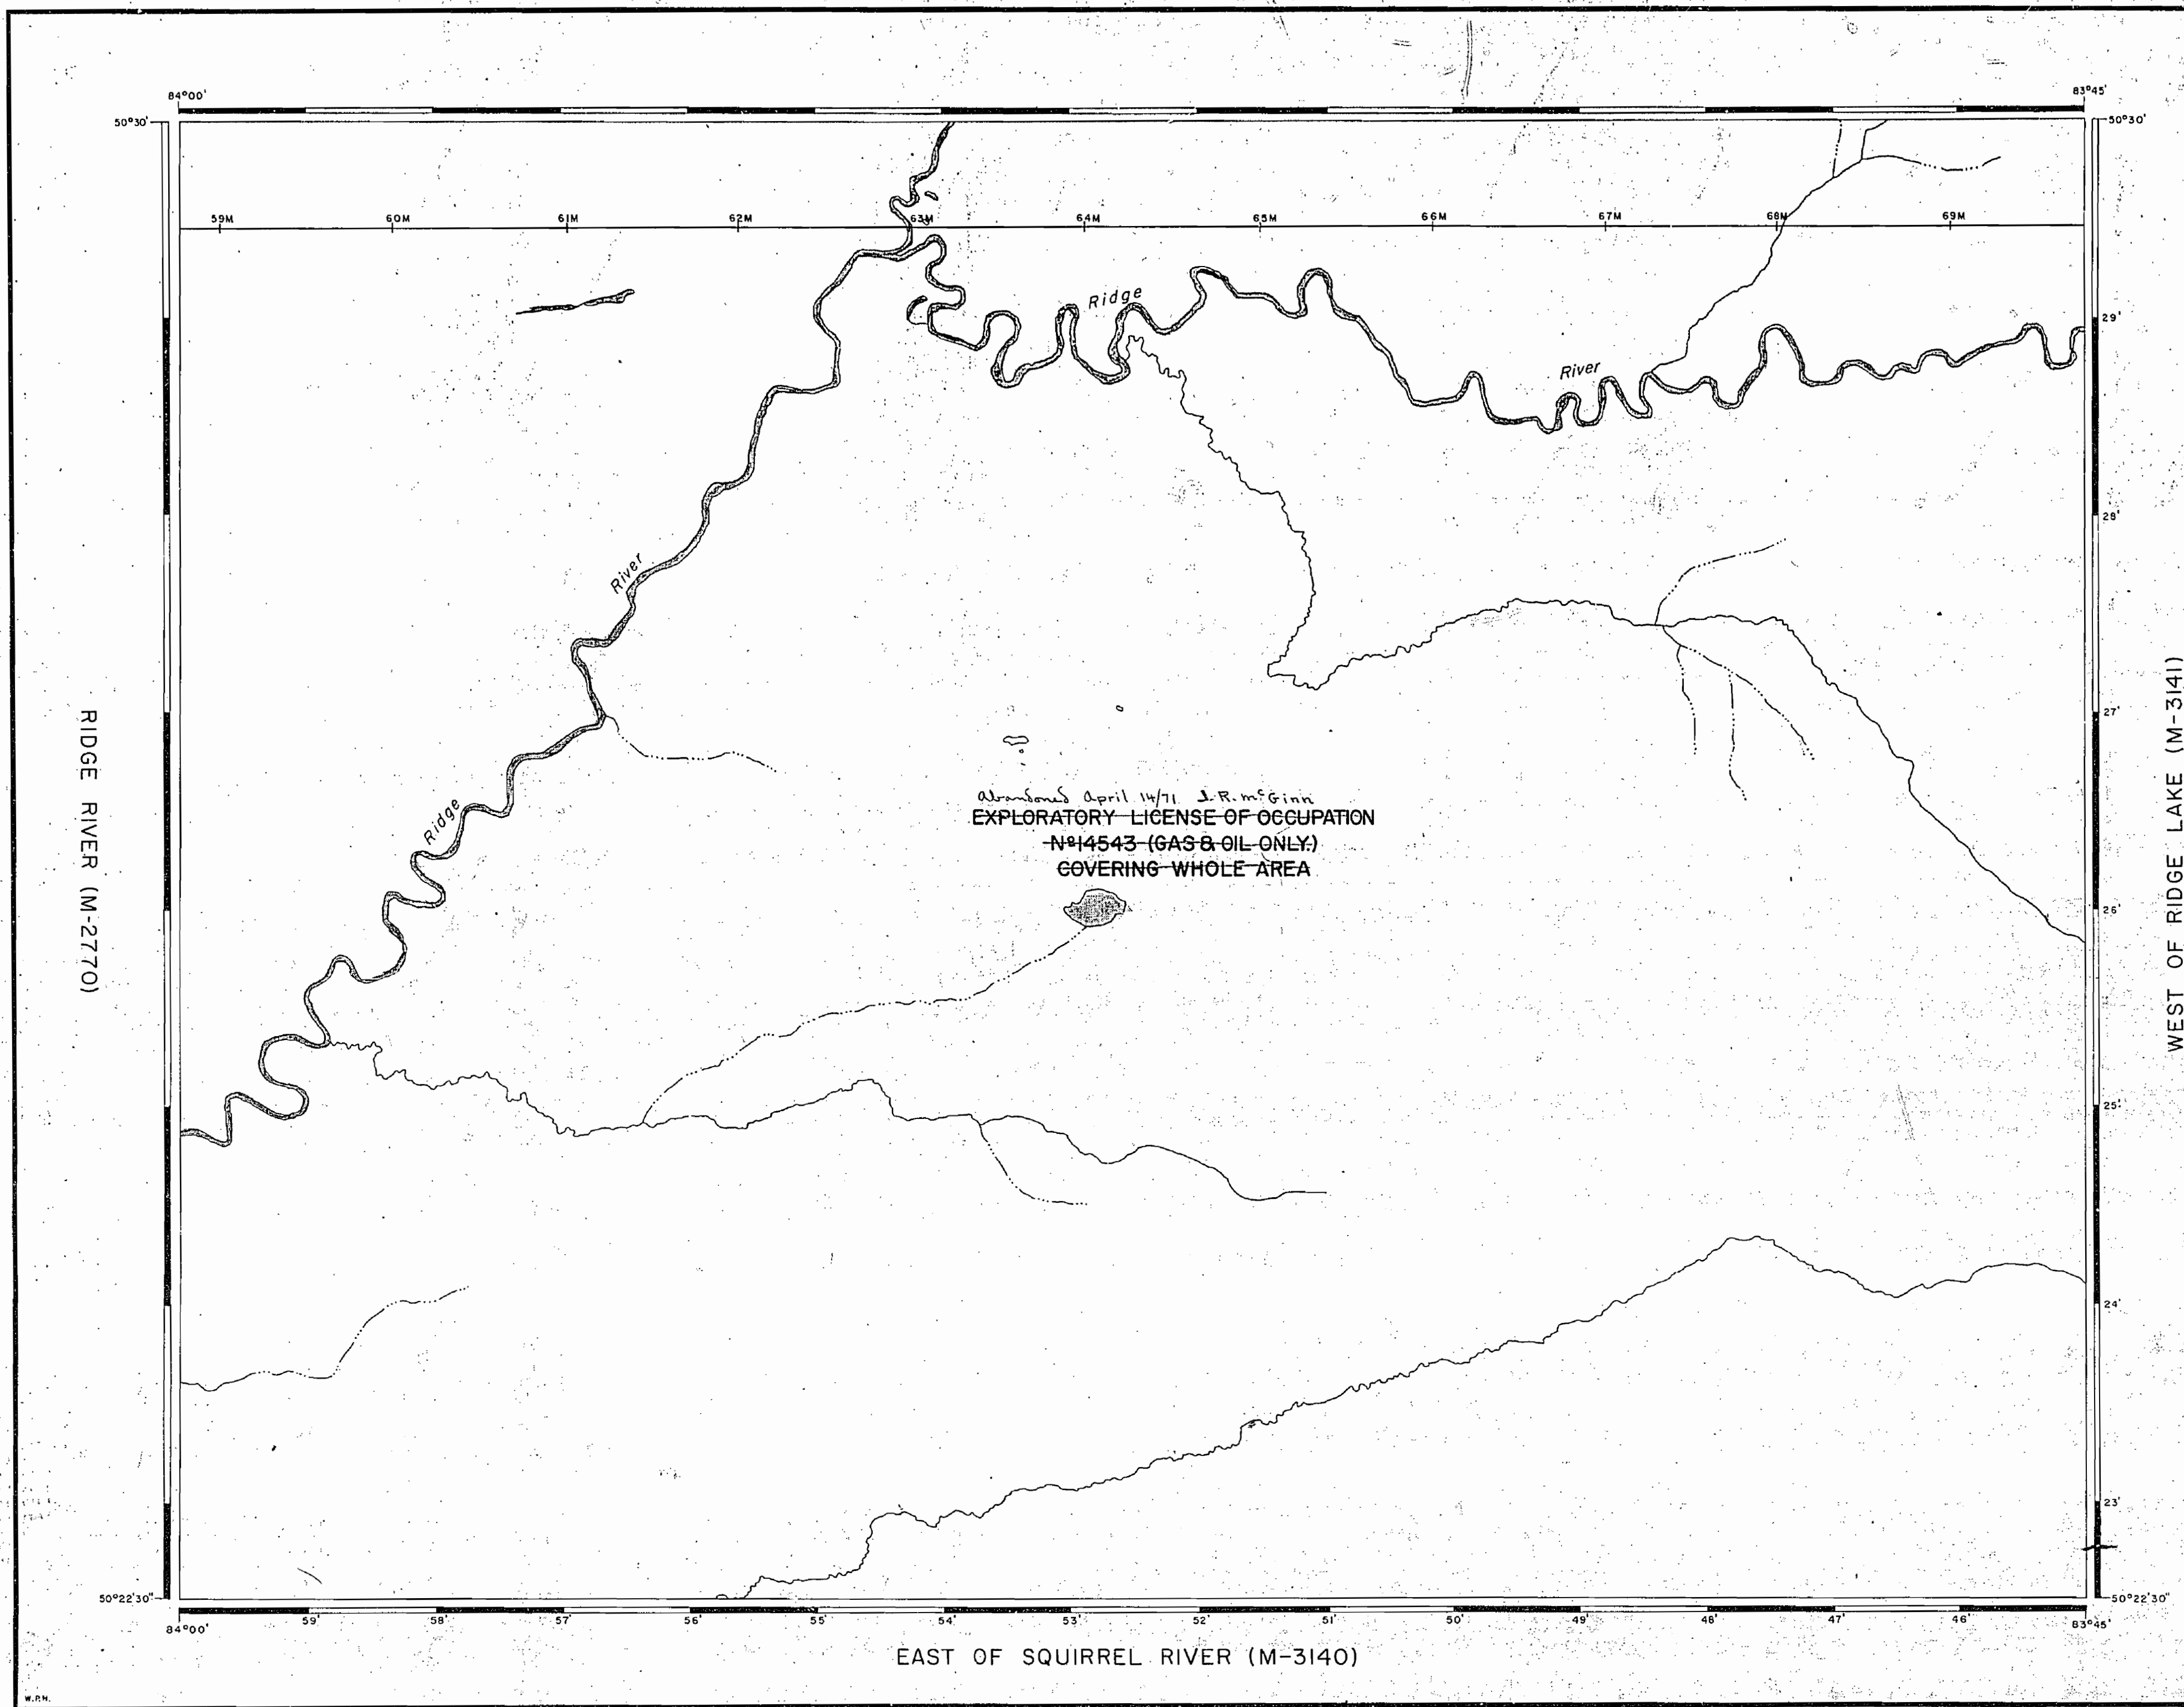 84°00'
83°45'
50°30'
50°30'
59M 60M 61M 62M 63M 64M 65M 66M 67M 68M 69M
Ridge
29'
River
28'
River
27'
RIDGE RIVER (M-2770)
WEST OF RIDGE LAKE (M-3141)
Abandoned April 14/71 J.R. McGinn
EXPLORATORY LICENSE OF OCCUPATION
Nº14543 (GAS & OIL ONLY)
COVERING WHOLE AREA
Ridge
26'
25'
24'
23'
50°22'30"
50°22'30"
84°00' 59' 58' 57' 56' 55' 54' 53' 52' 51' 50' 49' 48' 47' 46' 83°45'
EAST OF SQUIRREL RIVER (M-3140)
W.P.N.